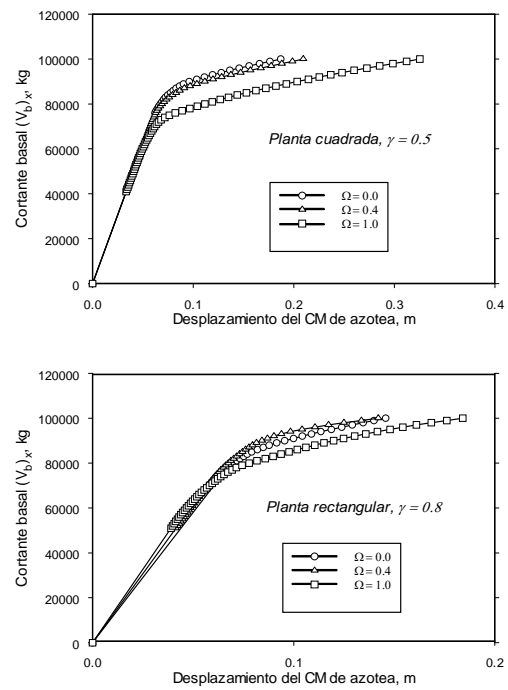 120000
100000
80000
60000
40000
20000
0
Cortante basal (Vb)x, kg
Planta cuadrada, γ = 0.5
Ω = 0.0
Ω = 0.4
Ω = 1.0
0.0 0.1 0.2 0.3 0.4
Desplazamiento del CM de azotea, m
120000
100000
80000
60000
40000
20000
0
Cortante basal (Vb)x, kg
Planta rectangular, γ = 0.8
Ω = 0.0
Ω = 0.4
Ω = 1.0
0.0 0.1 0.2
Desplazamiento del CM de azotea, m